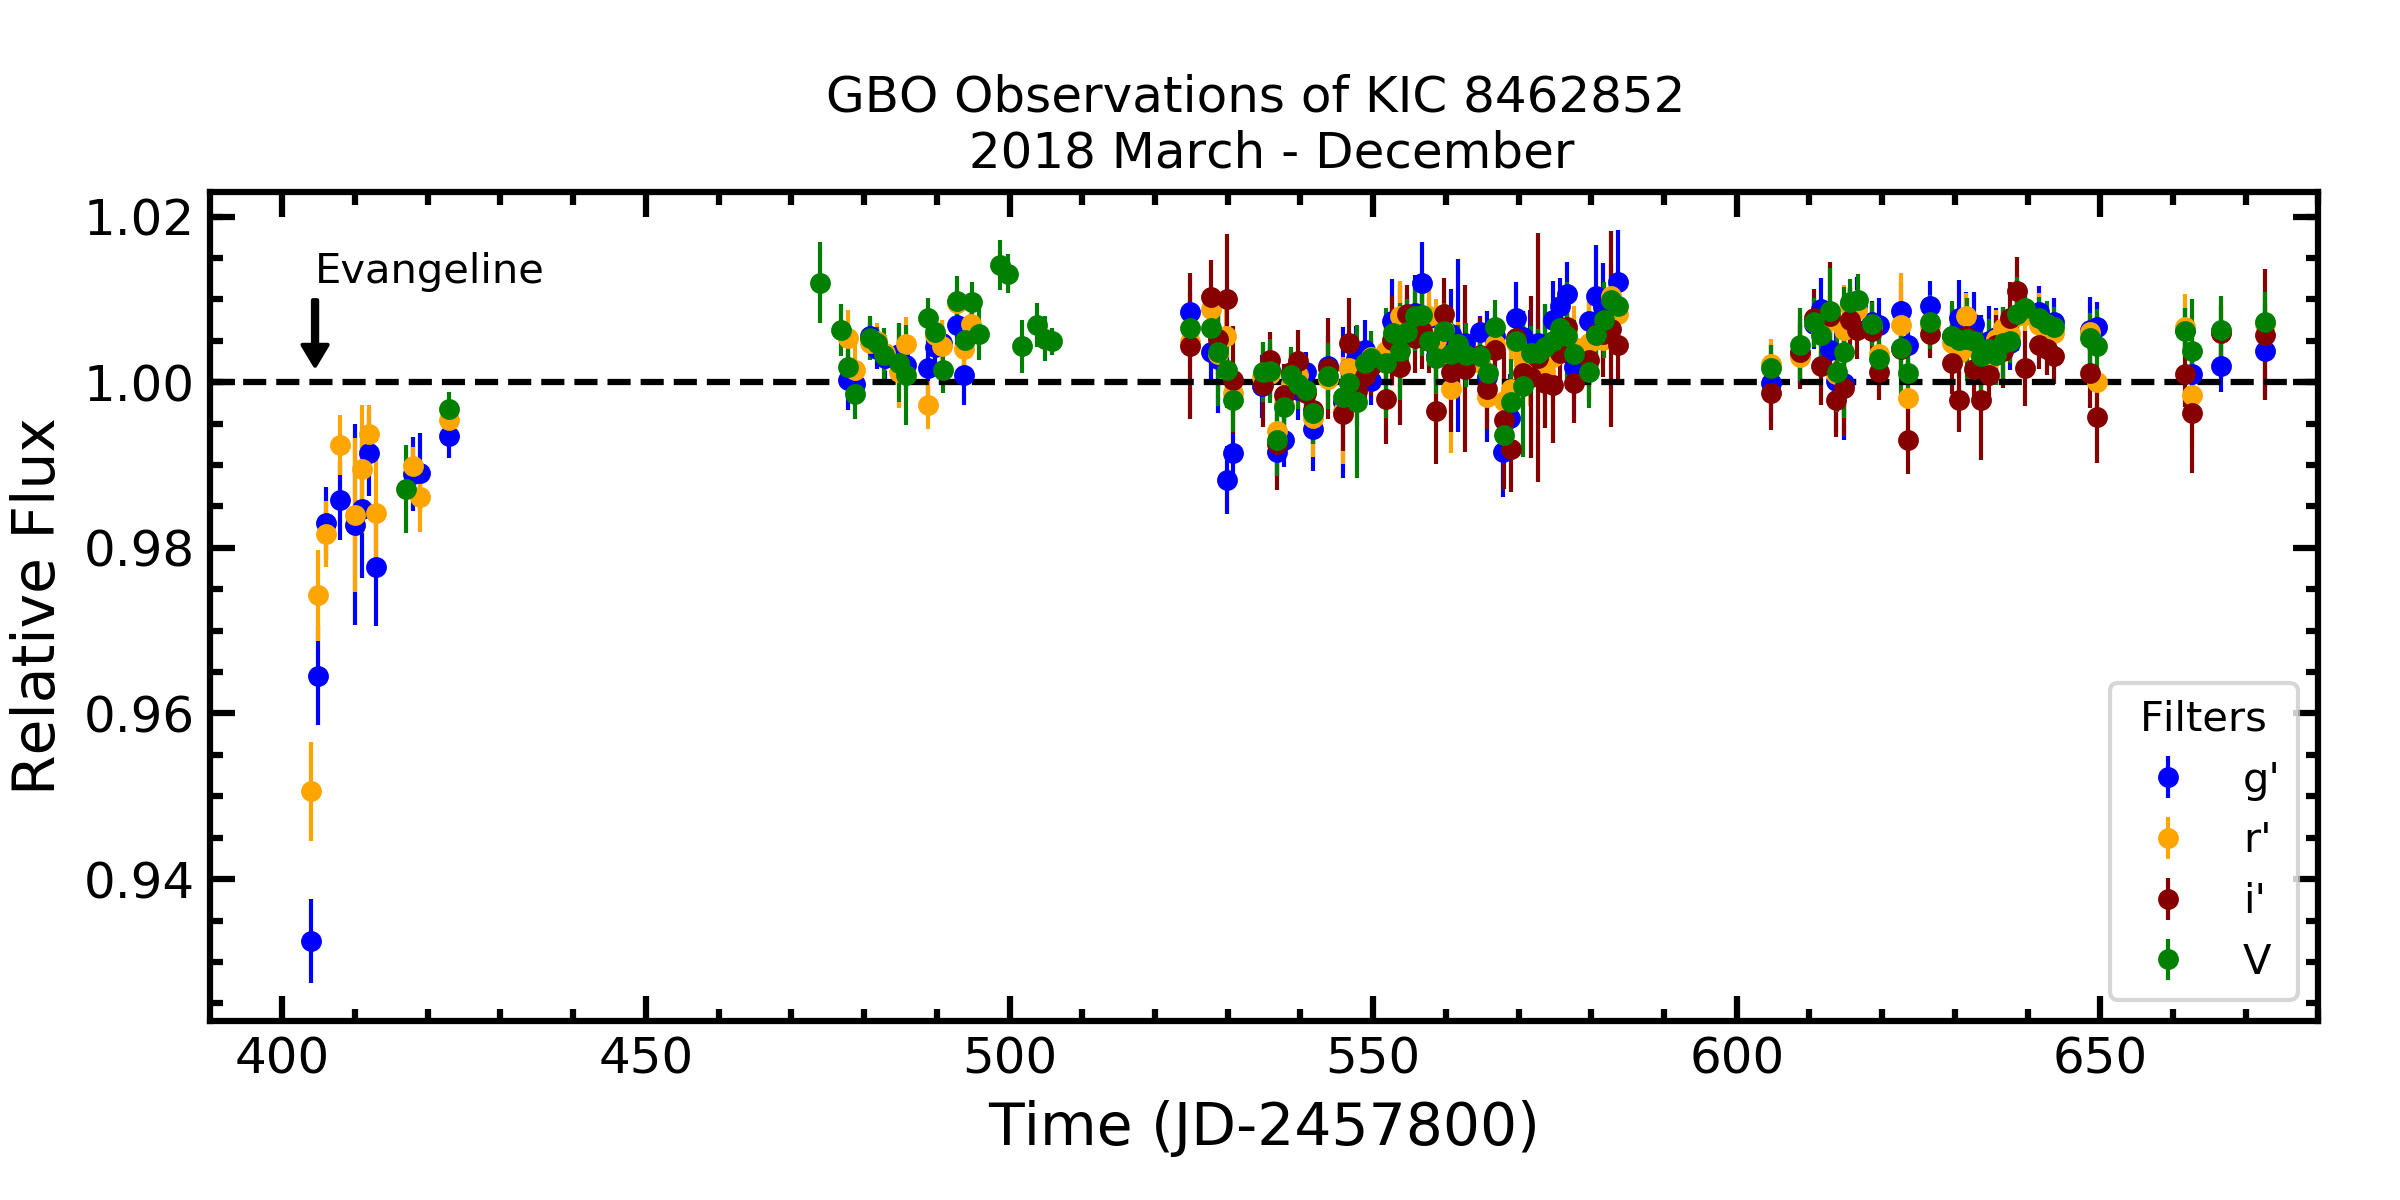 GBO Observations of KIC 8462852
2018 March - December
1.02
Evangeline
1.00
0.98
0.96
0.94
Relative Flux
Filters
g'
r'
i'
V
400 450 500 550 600 650
Time (JD-2457800)